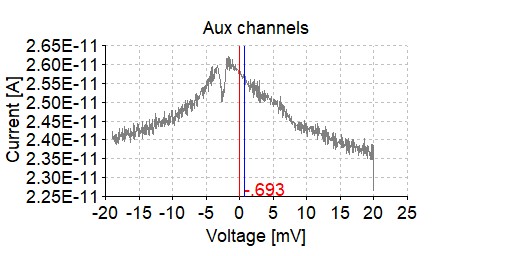 Aux channels
2.65E-11
2.60E-11
2.55E-11
2.50E-11
2.45E-11
2.40E-11
2.35E-11
2.30E-11
2.25E-11
Current [A]
-.693
-20 -15 -10 -5 0 5 10 15 20 25
Voltage [mV]